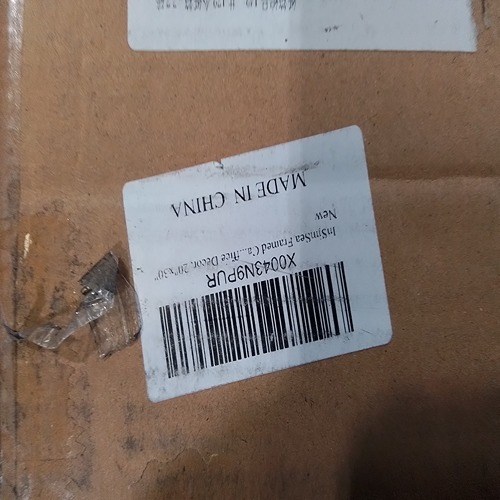 X0043N9PUR
InSimSea Framed Ca...ffice Decor, 20"x30"
New
MADE IN CHINA